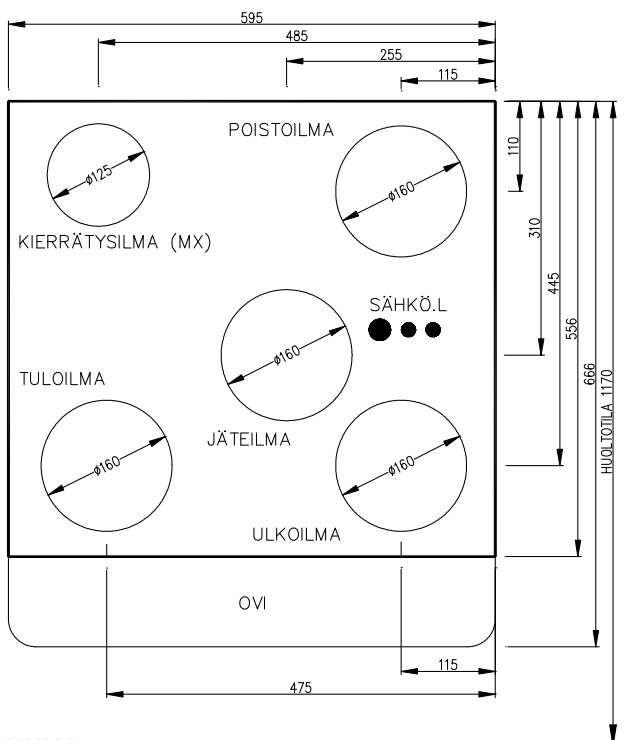 595
485
255
115
POISTOILMA
ø125
ø160
110
KIERRÄTYSILMA (MX)
310
SÄHKÖ.L
445
556
ø160
666
TULOILMA
HUOLTOTILA 1170
JÄTEILMA
ø160
ø160
ULKOILMA
OVI
115
475